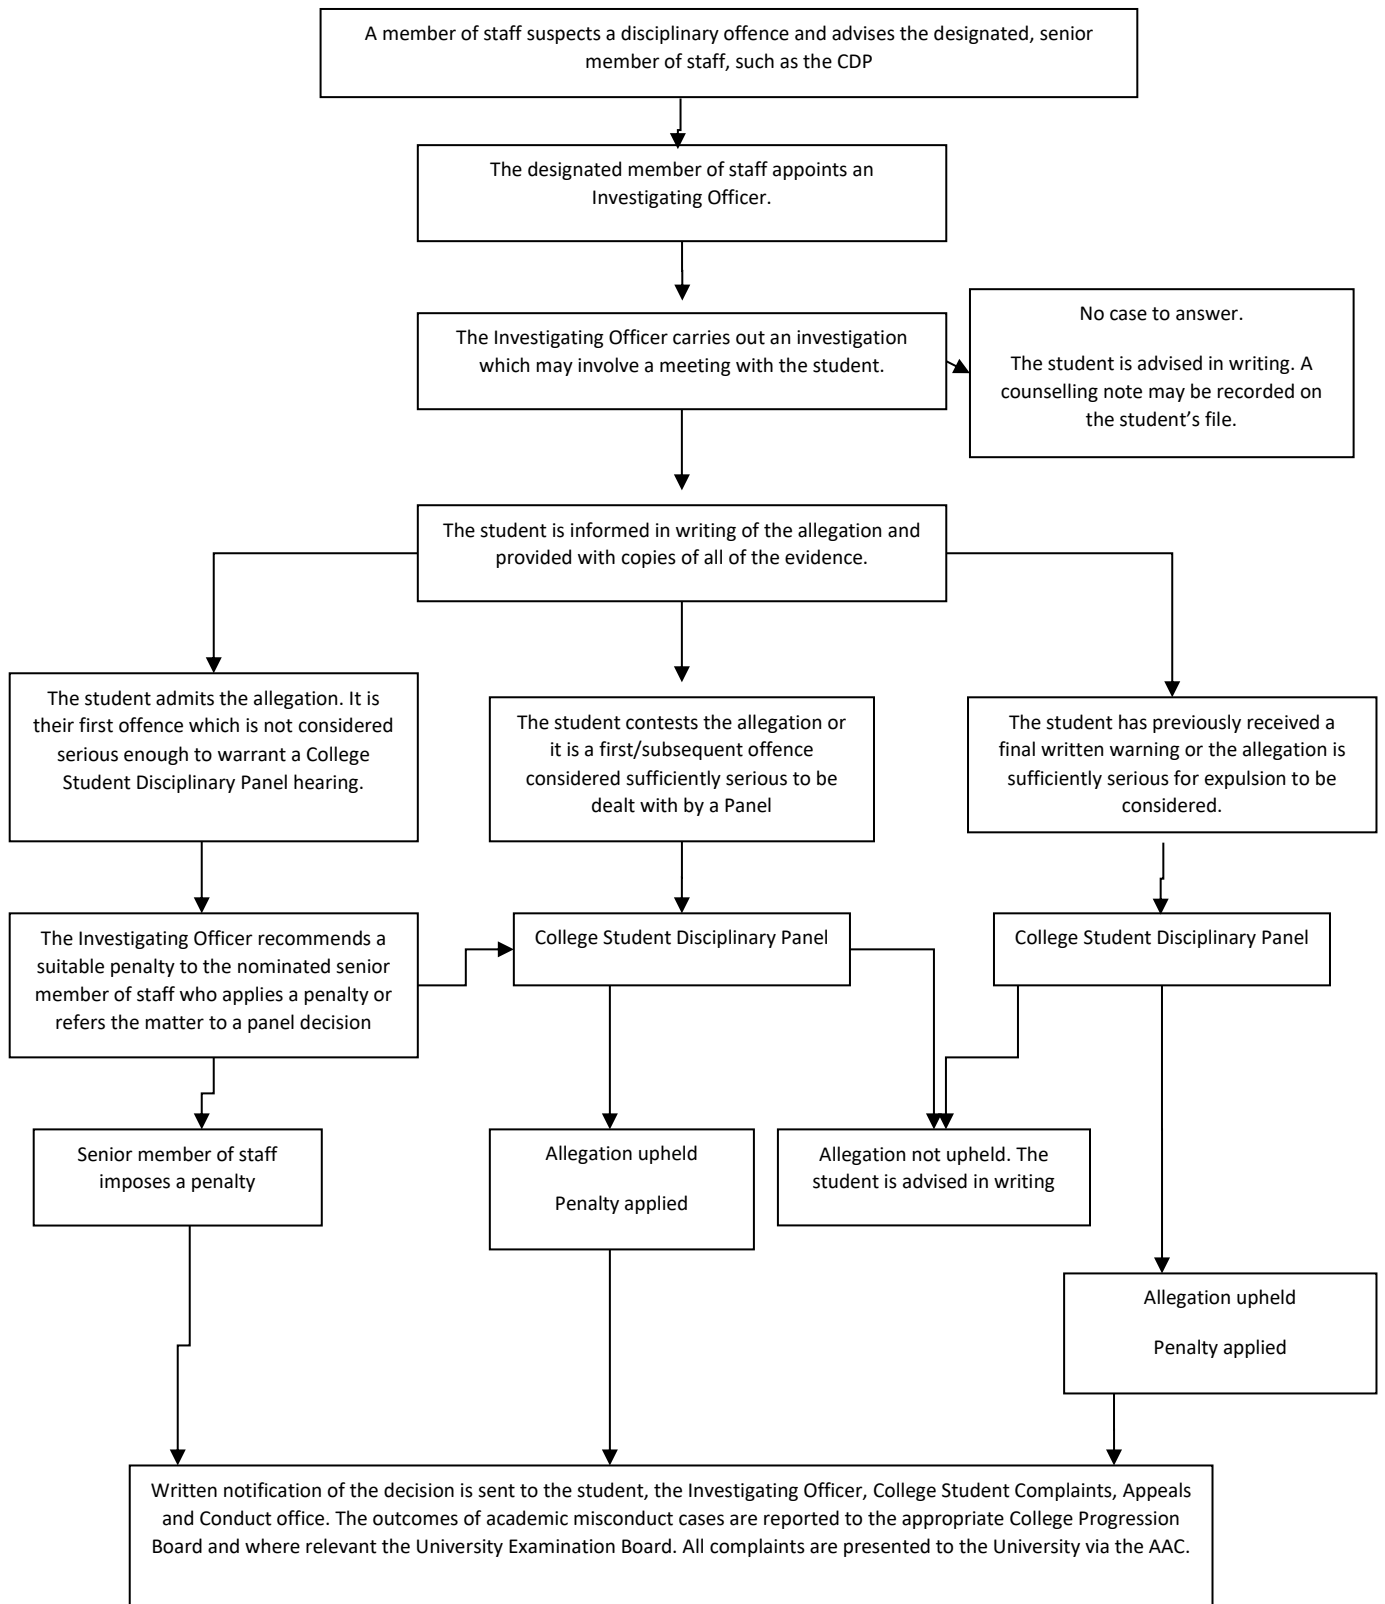 A member of staff suspects a disciplinary offence and advises the designated, senior
member of staff, such as the CDP
The designated member of staff appoints an
Investigating Officer.
The Investigating Officer carries out an investigation
which may involve a meeting with the student.
No case to answer.
The student is advised in writing. A
counselling note may be recorded on
the student’s file.
The student is informed in writing of the allegation and
provided with copies of all of the evidence.
The student admits the allegation. It is
their first offence which is not considered
serious enough to warrant a College
Student Disciplinary Panel hearing.
The student contests the allegation or
it is a first/subsequent offence
considered sufficiently serious to be
dealt with by a Panel
The student has previously received a
final written warning or the allegation is
sufficiently serious for expulsion to be
considered.
The Investigating Officer recommends a
suitable penalty to the nominated senior
member of staff who applies a penalty or
refers the matter to a panel decision
College Student Disciplinary Panel
College Student Disciplinary Panel
Senior member of staff
imposes a penalty
Allegation upheld
Penalty applied
Allegation not upheld. The
student is advised in writing
Allegation upheld
Penalty applied
Written notification of the decision is sent to the student, the Investigating Officer, College Student Complaints, Appeals
and Conduct office. The outcomes of academic misconduct cases are reported to the appropriate College Progression
Board and where relevant the University Examination Board. All complaints are presented to the University via the AAC.